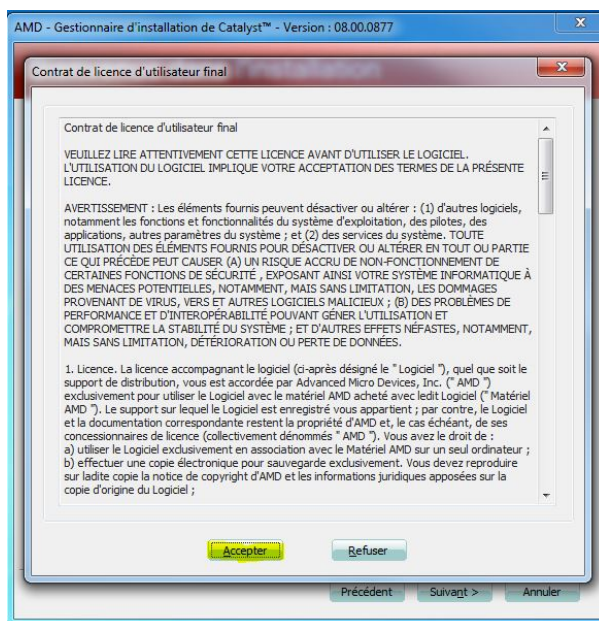 AMD - Gestionnaire d'installation de Catalyst™ - Version : 08.00.0877
Contrat de licence d'utilisateur final
Contrat de licence d'utilisateur final
VEUILLEZ LIRE ATTENTIVEMENT CETTE LICENCE AVANT D'UTILISER LE LOGICIEL.
L'UTILISATION DU LOGICIEL IMPLIQUE VOTRE ACCEPTATION DES TERMES DE LA PRÉSENTE
LICENCE.
AVERTISSEMENT : Les éléments fournis peuvent désactiver ou altérer : (1) d'autres logiciels,
notamment les fonctions et fonctionnalités du système d'exploitation, des pilotes, des
applications, autres paramètres du système ; et (2) des services du système. TOUTE
UTILISATION DES ÉLÉMENTS FOURNIS POUR DÉSACTIVER OU ALTÉRER EN TOUT OU PARTIE
CE QUI PRÉCÈDE PEUT CAUSER (A) UN RISQUE ACCRU DE NON-FONCTIONNEMENT DE
CERTAINES FONCTIONS DE SÉCURITÉ , EXPOSANT AINSI VOTRE SYSTÈME INFORMATIQUE À
DES MENACES POTENTIELLES, NOTAMMENT, MAIS SANS LIMITATION, LES DOMMAGES
PROVENANT DE VIRUS, VERS ET AUTRES LOGICIELS MALICIEUX ; (B) DES PROBLÈMES DE
PERFORMANCE ET D'INTEROPÉRABILITÉ POUVANT GÉNER L'UTILISATION ET
COMPROMETTRE LA STABILITÉ DU SYSTÈME ; ET D'AUTRES EFFETS NÉFASTES, NOTAMMENT,
MAIS SANS LIMITATION, DÉTÉRIORATION OU PERTE DE DONNÉES.
1. Licence. La licence accompagnant le logiciel (ci-après désigné le " Logiciel "), quel que soit le
support de distribution, vous est accordée par Advanced Micro Devices, Inc. (" AMD ")
exclusivement pour utiliser le Logiciel avec le matériel AMD acheté avec ledit Logiciel (" Matériel
AMD "). Le support sur lequel le Logiciel est enregistré vous appartient ; par contre, le Logiciel
et la documentation correspondante restent la propriété d'AMD et, le cas échéant, de ses
concessionnaires de licence (collectivement dénommés " AMD "). Vous avez le droit de :
a) utiliser le Logiciel exclusivement en association avec le Matériel AMD sur un seul ordinateur ;
b) effectuer une copie électronique pour sauvegarde exclusivement. Vous devez reproduire
sur ladite copie la notice de copyright d'AMD et les informations juridiques apposées sur la
copie d'origine du Logiciel ;
Accepter Refuser
Précédent Suivant > Annuler